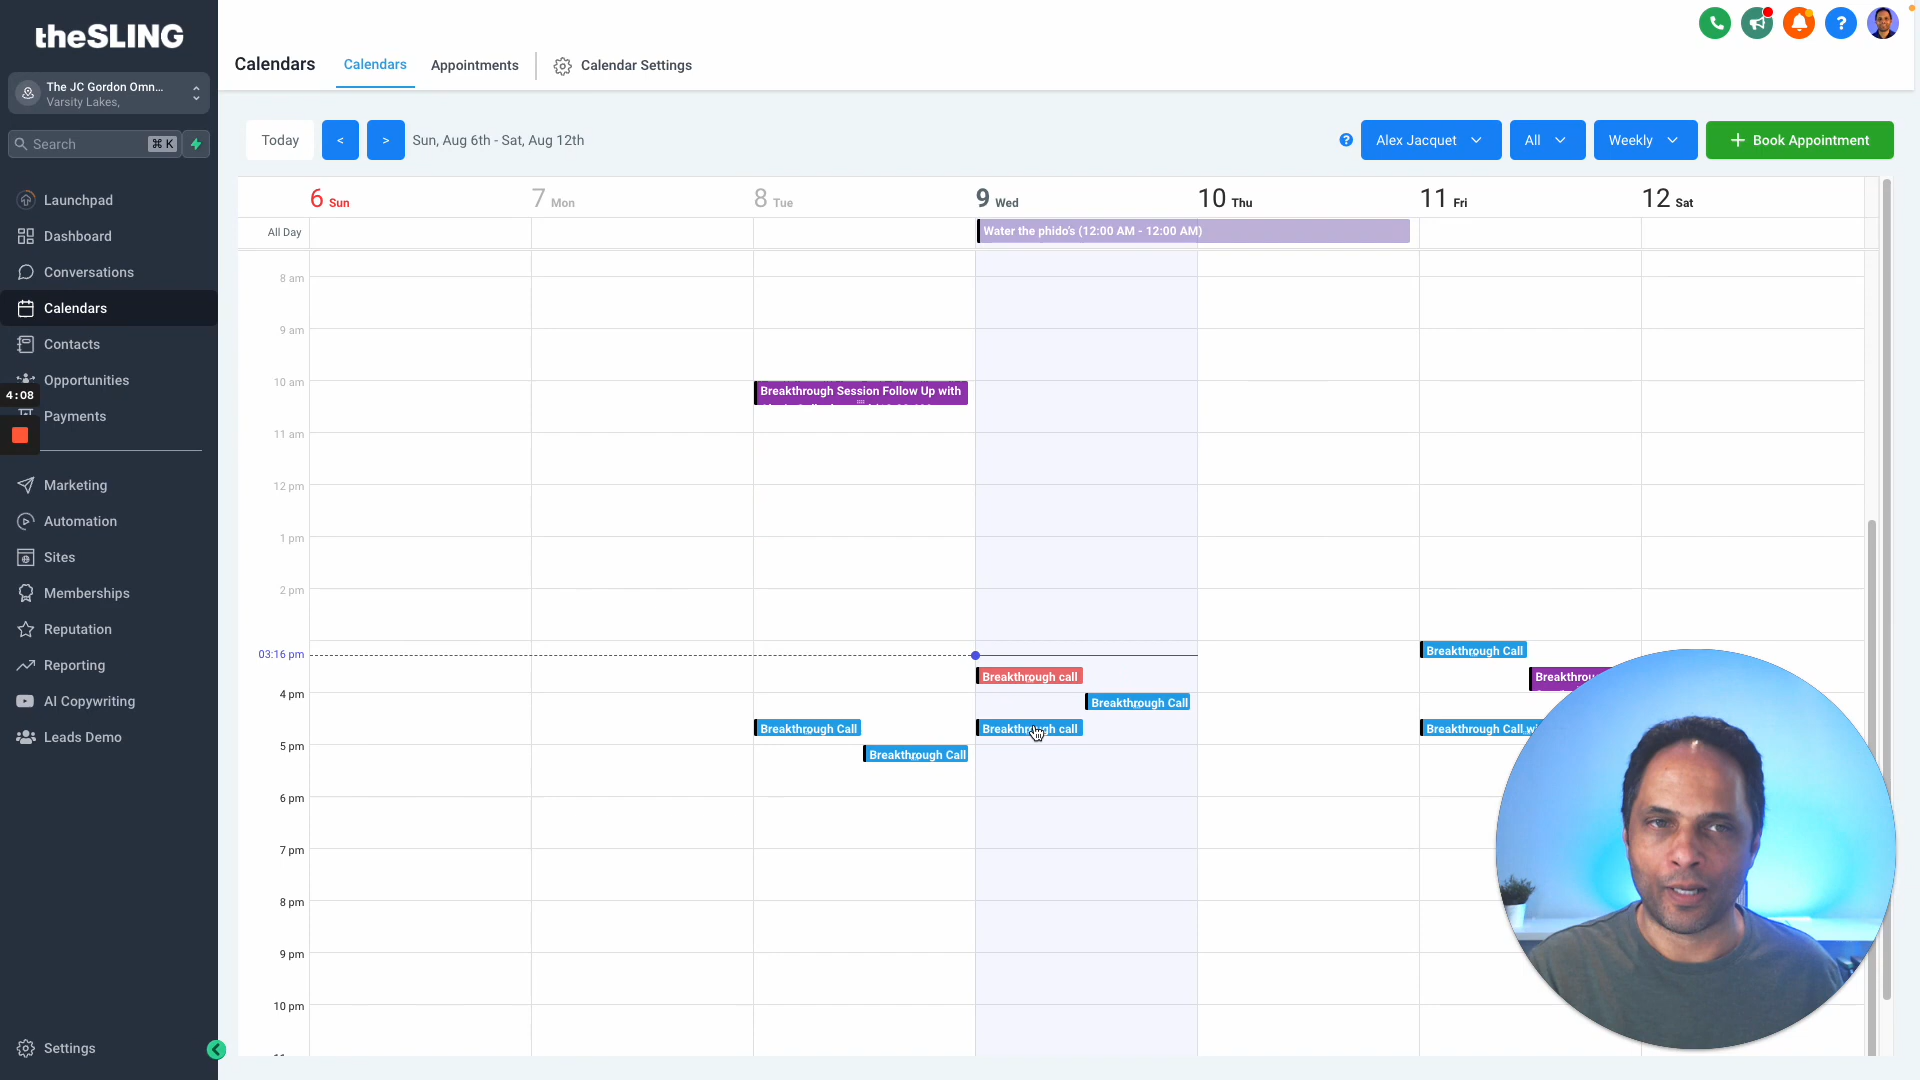 theSLING
The JC Gordon Omn...
Varsity Lakes,
Search
⌘ K
Launchpad
Dashboard
Conversations
Calendars
Contacts
Opportunities
4:08
Payments
Marketing
Automation
Sites
Memberships
Reputation
Reporting
AI Copywriting
Leads Demo
Settings
Calendars
Calendars
Appointments
Calendar Settings
Today
<
>
Sun, Aug 6th - Sat, Aug 12th
?
?
Alex Jacquet
All
Weekly
+ Book Appointment
6 Sun
7 Mon
8 Tue
9 Wed
10 Thu
11 Fri
12 Sat
All Day
Water the phido's (12:00 AM - 12:00 AM)
8 am
9 am
10 am
Breakthrough Session Follow Up with
11 am
12 pm
1 pm
2 pm
03:16 pm
Breakthrough Call
Breakthrough call
4 pm
Breakthrough Call
Breakthrough Call
Breakthrough call
5 pm
Breakthrough Call
6 pm
7 pm
8 pm
9 pm
10 pm